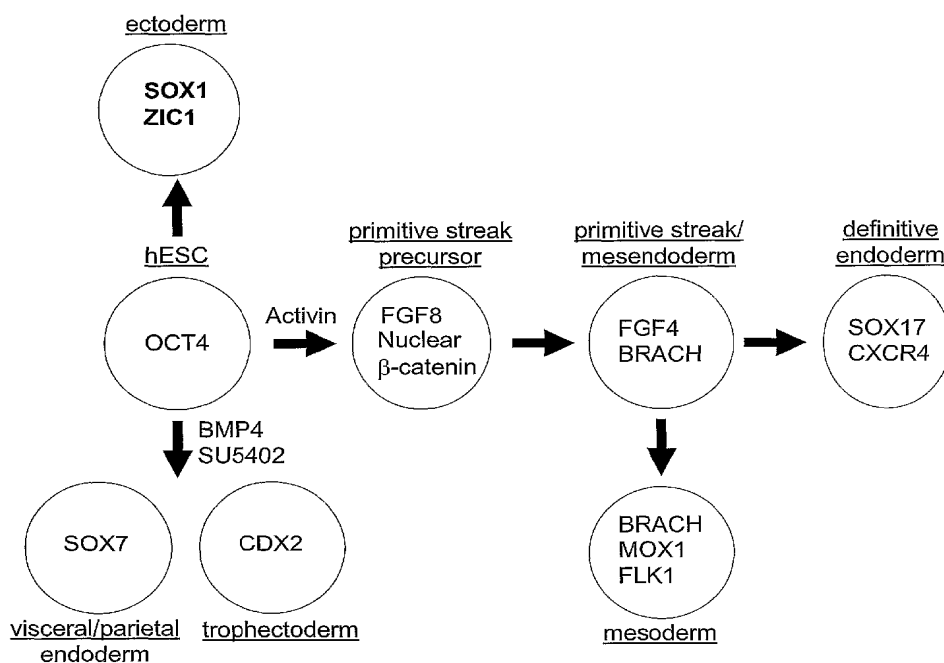 ectoderm
SOX1
ZIC1
hESC
OCT4
Activin
primitive streak
precursor
FGF8
Nuclear
β-catenin
primitive streak/
mesendoderm
FGF4
BRACH
definitive
endoderm
SOX17
CXCR4
BMP4
SU5402
SOX7
visceral/parietal
endoderm
CDX2
trophectoderm
BRACH
MOX1
FLK1
mesoderm